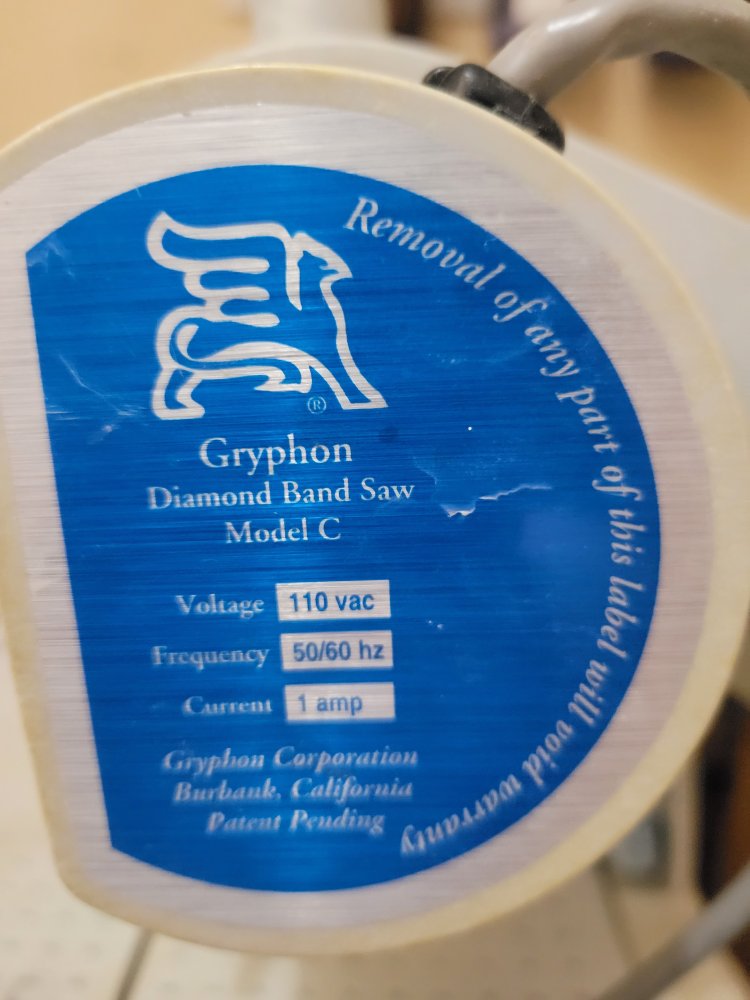 Removal of any part of this label will void warranty
®
Gryphon
Diamond Band Saw
Model C
Voltage 110 vac
Frequency 50/60 hz
Current 1 amp
Gryphon Corporation
Burbank, California
Patent Pending